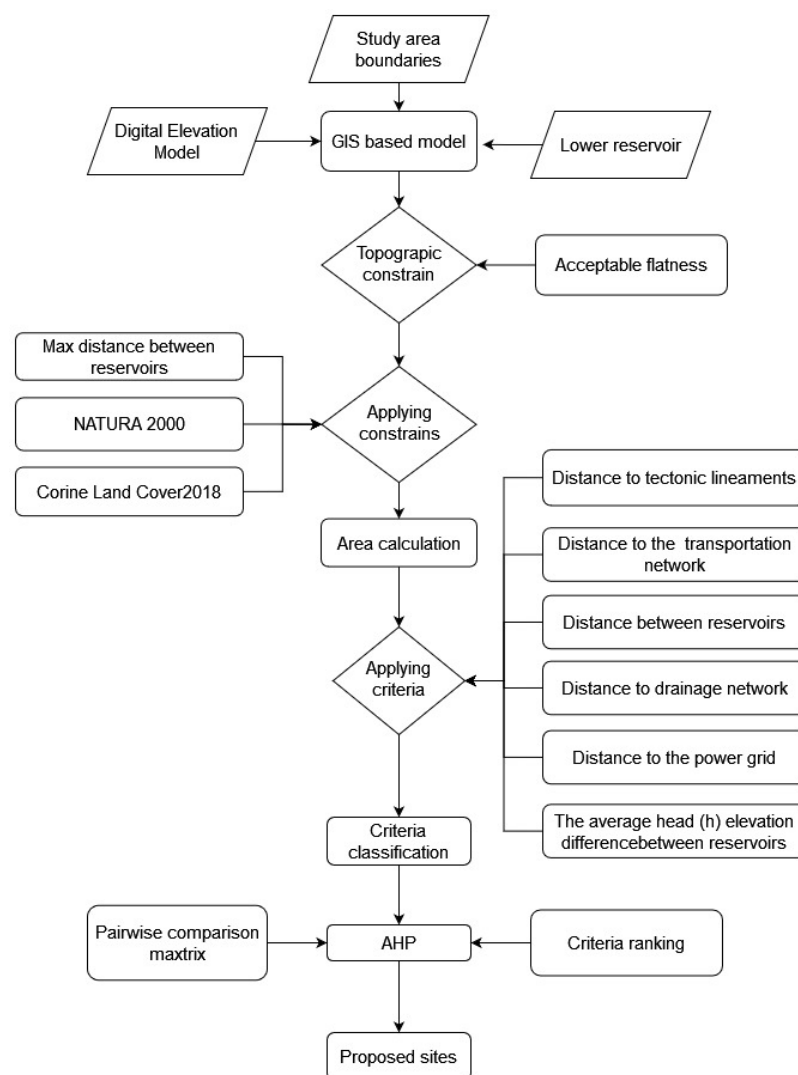 Study area
boundaries
Digital Elevation
Model
GIS based model
Lower reservoir
Topograpic
constrain
Acceptable flatness
Max distance between
reservoirs
NATURA 2000
Corine Land Cover2018
Applying
constrains
Area calculation
Distance to tectonic lineaments
Distance to the transportation
network
Distance between reservoirs
Distance to drainage network
Distance to the power grid
The average head (h) elevation
differencebetween reservoirs
Applying
criteria
Criteria
classification
Pairwise comparison
maxtrix
AHP
Criteria ranking
Proposed sites